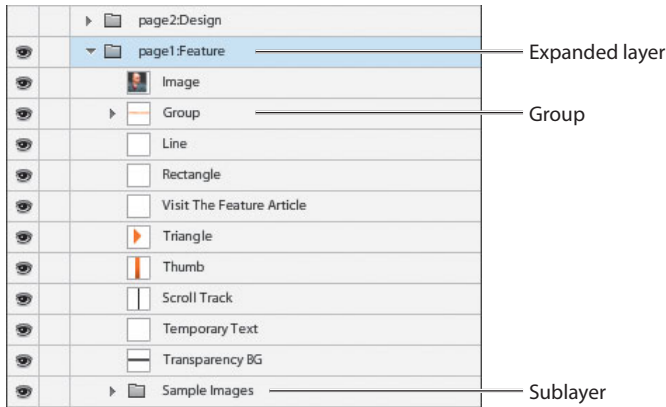 page2:Design
page1:Feature
Expanded layer
Image
Group
Group
Line
Rectangle
Visit The Feature Article
Triangle
Thumb
Scroll Track
Temporary Text
Transparency BG
Sample Images
Sublayer